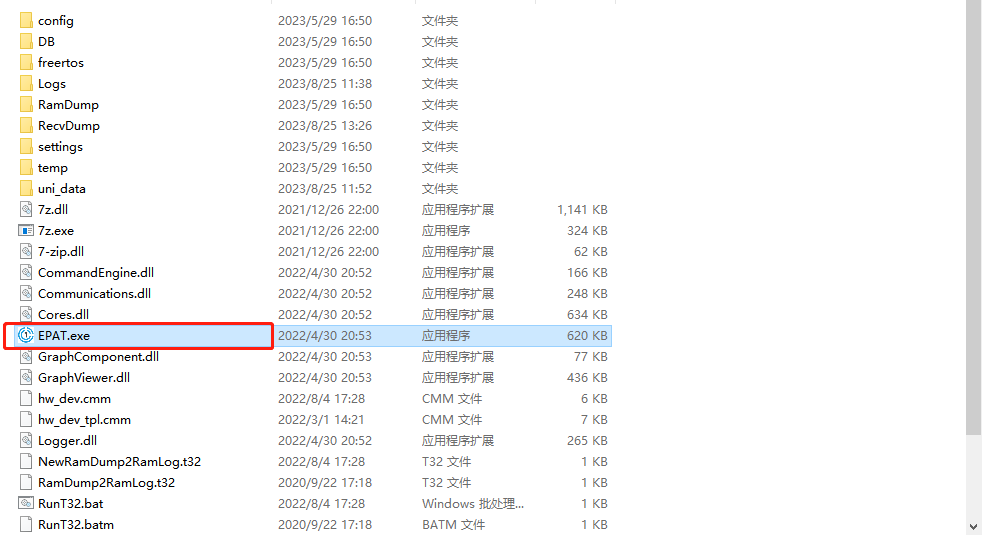 config 2023/5/29 16:50 文件夹
DB 2023/5/29 16:50 文件夹
freertos 2023/5/29 16:50 文件夹
Logs 2023/8/25 11:38 文件夹
RamDump 2023/5/29 16:50 文件夹
RecvDump 2023/8/25 13:26 文件夹
settings 2023/5/29 16:50 文件夹
temp 2023/5/29 16:50 文件夹
uni_data 2023/8/25 11:52 文件夹
7z.dll 2021/12/26 22:00 应用程序扩展 1,141 KB
7z.exe 2021/12/26 22:00 应用程序 324 KB
7-zip.dll 2021/12/26 22:00 应用程序扩展 62 KB
CommandEngine.dll 2022/4/30 20:52 应用程序扩展 166 KB
Communications.dll 2022/4/30 20:52 应用程序扩展 248 KB
Cores.dll 2022/4/30 20:52 应用程序扩展 634 KB
EPAT.exe 2022/4/30 20:53 应用程序 620 KB
GraphComponent.dll 2022/4/30 20:53 应用程序扩展 77 KB
GraphViewer.dll 2022/4/30 20:53 应用程序扩展 436 KB
hw_dev.cmm 2022/8/4 17:28 CMM 文件 6 KB
hw_dev_tpl.cmm 2022/3/1 14:21 CMM 文件 7 KB
Logger.dll 2022/4/30 20:52 应用程序扩展 265 KB
NewRamDump2RamLog.t32 2022/8/4 17:28 T32 文件 1 KB
RamDump2RamLog.t32 2020/9/22 17:18 T32 文件 1 KB
RunT32.bat 2022/8/4 17:28 Windows 批处理... 1 KB
RunT32.batm 2020/9/22 17:18 BATM 文件 1 KB